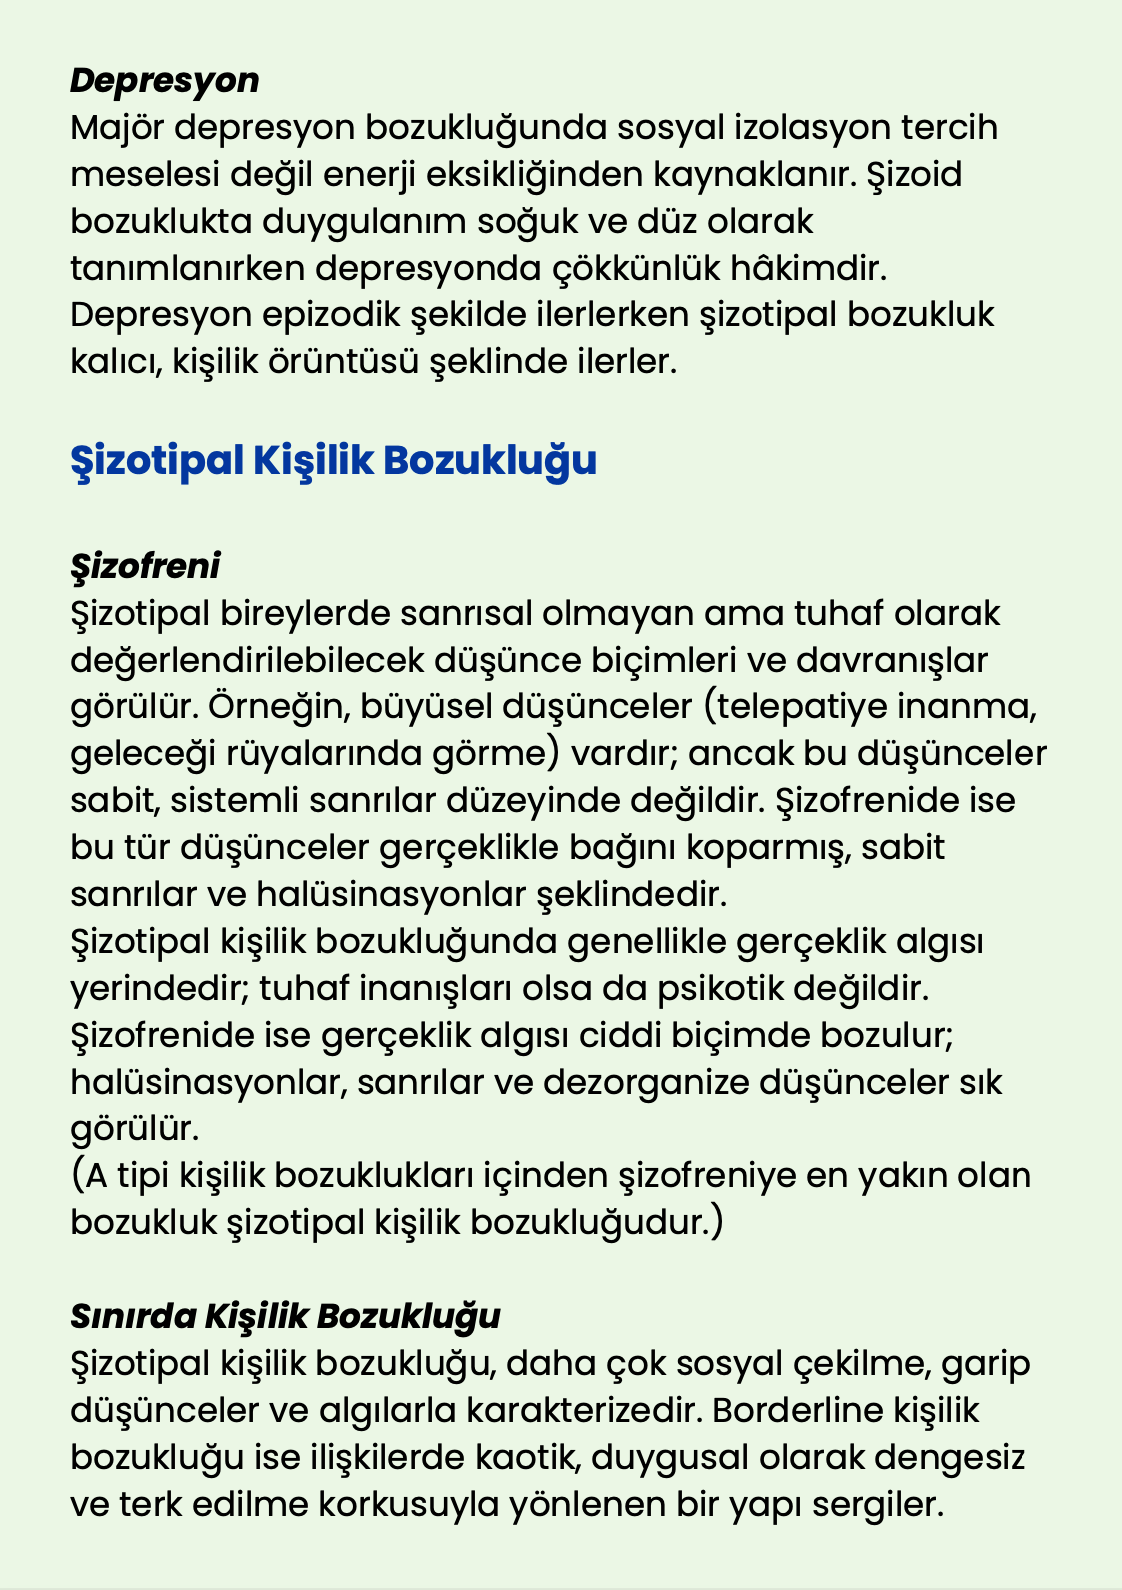 Depresyon
Majör depresyon bozukluğunda sosyal izolasyon tercih
meselesi değil enerji eksikliğinden kaynaklanır. Şizoid
bozuklukta duygulanım soğuk ve düz olarak
tanımlanırken depresyonda çökkünlük hâkimdir.
Depresyon epizodik şekilde ilerlerken şizotipal bozukluk
kalıcı, kişilik örüntüsü şeklinde ilerler.
Şizotipal Kişilik Bozukluğu
Şizofreni
Şizotipal bireylerde sanrısal olmayan ama tuhaf olarak
değerlendirilebilecek düşünce biçimleri ve davranışlar
görülür. Örneğin, büyüsel düşünceler (telepatiye inanma,
geleceği rüyalarında görme) vardır; ancak bu düşünceler
sabit, sistemli sanrılar düzeyinde değildir. Şizofrenide ise
bu tür düşünceler gerçeklikle bağını koparmış, sabit
sanrılar ve halüsinasyonlar şeklindedir.
Şizotipal kişilik bozukluğunda genellikle gerçeklik algısı
yerindedir; tuhaf inanışları olsa da psikotik değildir.
Şizofrenide ise gerçeklik algısı ciddi biçimde bozulur;
halüsinasyonlar, sanrılar ve dezorganize düşünceler sık
görülür.
(A tipi kişilik bozuklukları içinden şizofreniye en yakın olan
bozukluk şizotipal kişilik bozukluğudur.)
Sınırda Kişilik Bozukluğu
Şizotipal kişilik bozukluğu, daha çok sosyal çekilme, garip
düşünceler ve algılarla karakterizedir. Borderline kişilik
bozukluğu ise ilişkilerde kaotik, duygusal olarak dengesiz
ve terk edilme korkusuyla yönlenen bir yapı sergiler.